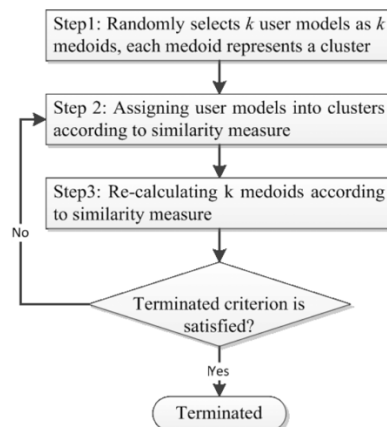 Step1: Randomly selects k user models as k
medoids, each medoid represents a cluster
Step 2: Assigning user models into clusters
according to similarity measure
Step3: Re-calculating k medoids according
to similarity measure
No
Terminated criterion is
satisfied?
Yes
Terminated